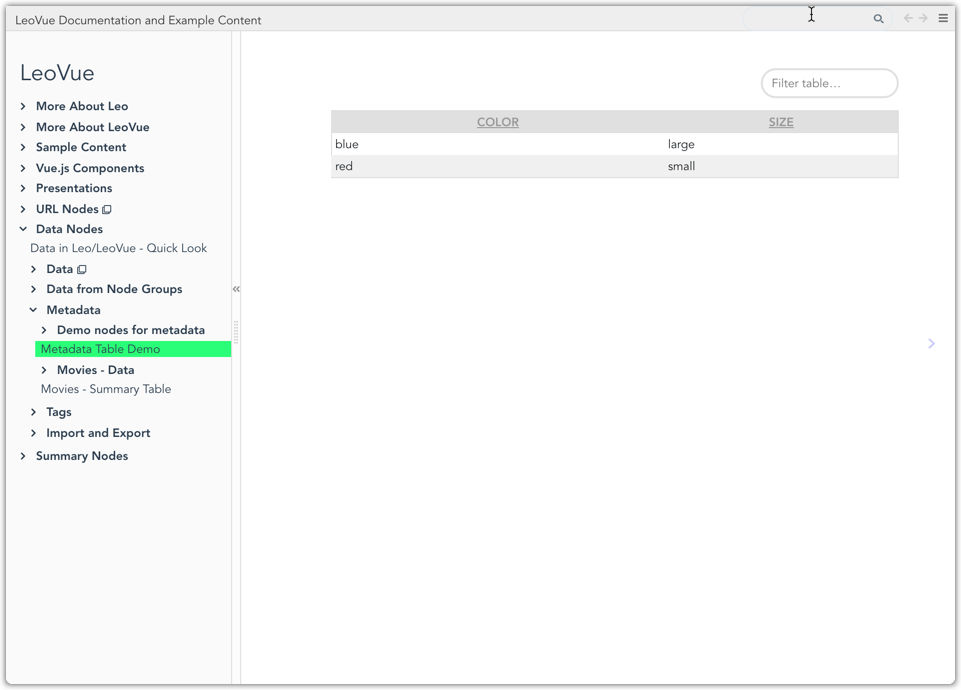 LeoVue Documentation and Example Content
LeoVue
More About Leo
More About LeoVue
Sample Content
Vue.js Components
Presentations
URL Nodes
Data Nodes
Data in Leo/LeoVue - Quick Look
Data
Data from Node Groups
Metadata
Demo nodes for metadata
Metadata Table Demo
Movies - Data
Movies - Summary Table
Tags
Import and Export
Summary Nodes
Filter table...
COLOR SIZE
blue large
red small